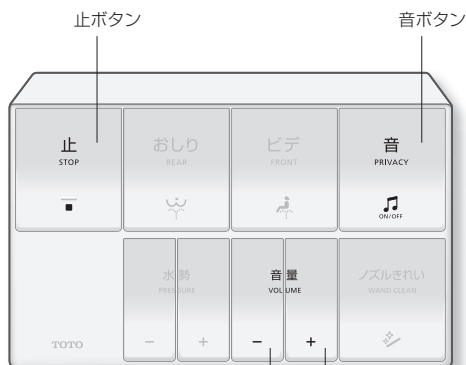 止ボタン
音ボタン
止
STOP
おしり
REAR
ビデ
FRONT
音
PRIVACY
ON/OFF
水勢
PRESSURE
音量
VOLUME
ノズルきれい
WAND CLEAN
TOTO
− +
− +